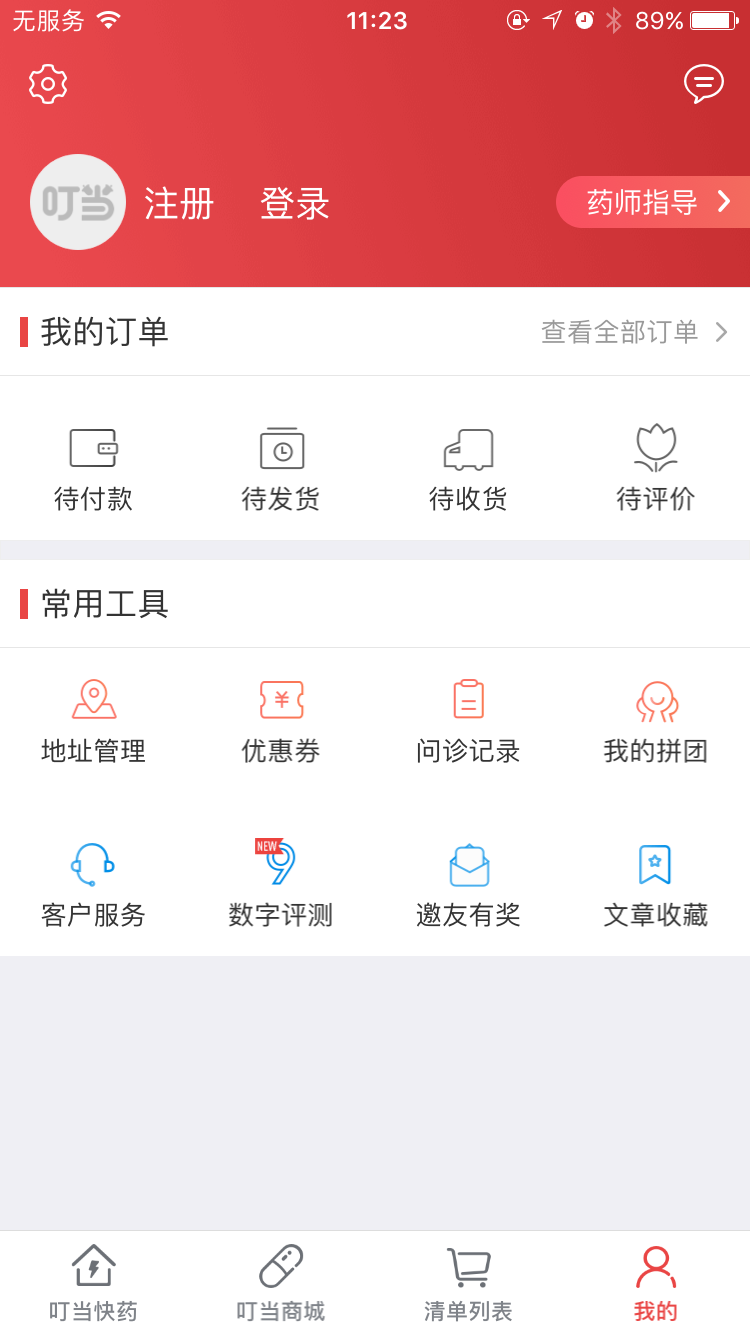 无服务 11:23 89%
叮当 注册 登录 药师指导
我的订单 查看全部订单
待付款 待发货 待收货 待评价
常用工具
¥
地址管理 优惠券 问诊记录 我的拼团
NEW
9
客户服务 数字评测 邀友有奖 文章收藏
叮当快药 叮当商城 清单列表 我的